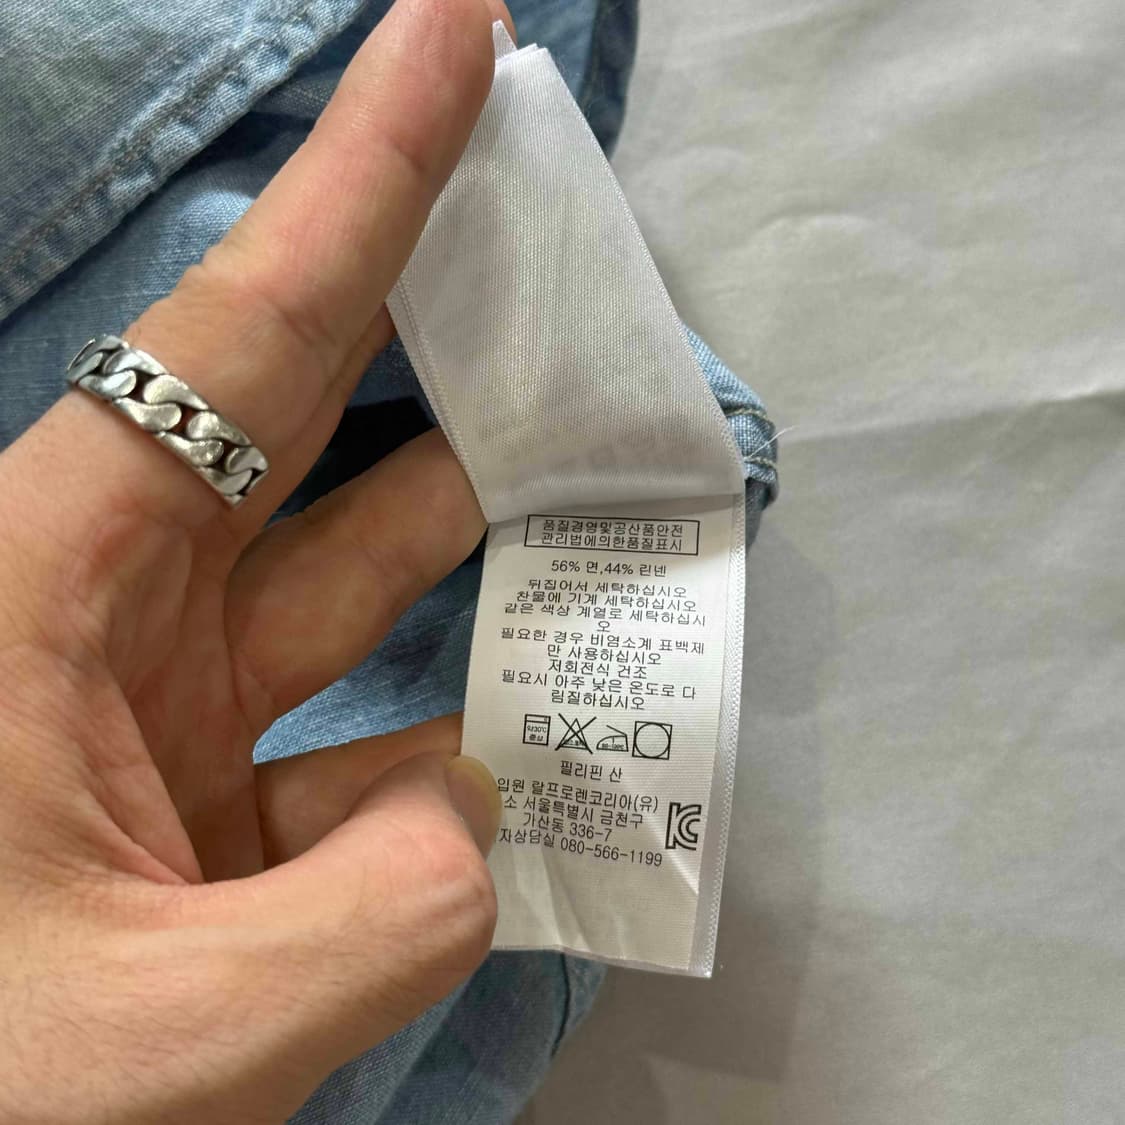 품질경영및공산품안전
관리법에의한품질표시
56% 면,44% 린넨
뒤집어서 세탁하십시오
찬물에 기계 세탁하십시오
같은 색상 계열로 세탁하십시
오
필요한 경우 비염소계 표백제
만 사용하십시오
저회전식 건조
필요시 아주 낮은 온도로 다
림질하십시오
약30℃
중성
80~120℃
필리핀 산
입원 랄프로렌코리아(유)
소 서울특별시 금천구
가산동 336-7
자상담실 080-566-1199